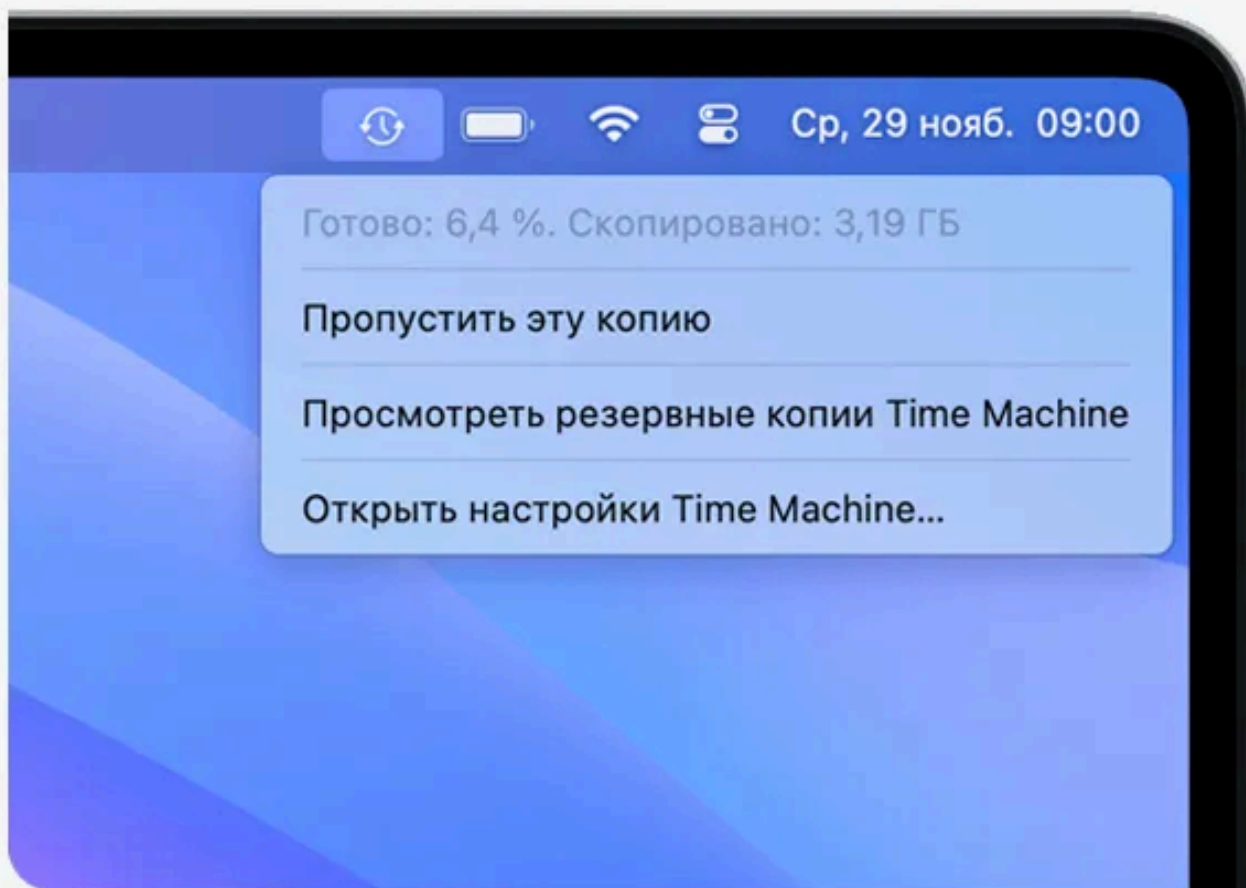 Ср, 29 нояб. 09:00
Готово: 6,4 %. Скопировано: 3,19 ГБ
Пропустить эту копию
Просмотреть резервные копии Time Machine
Открыть настройки Time Machine...